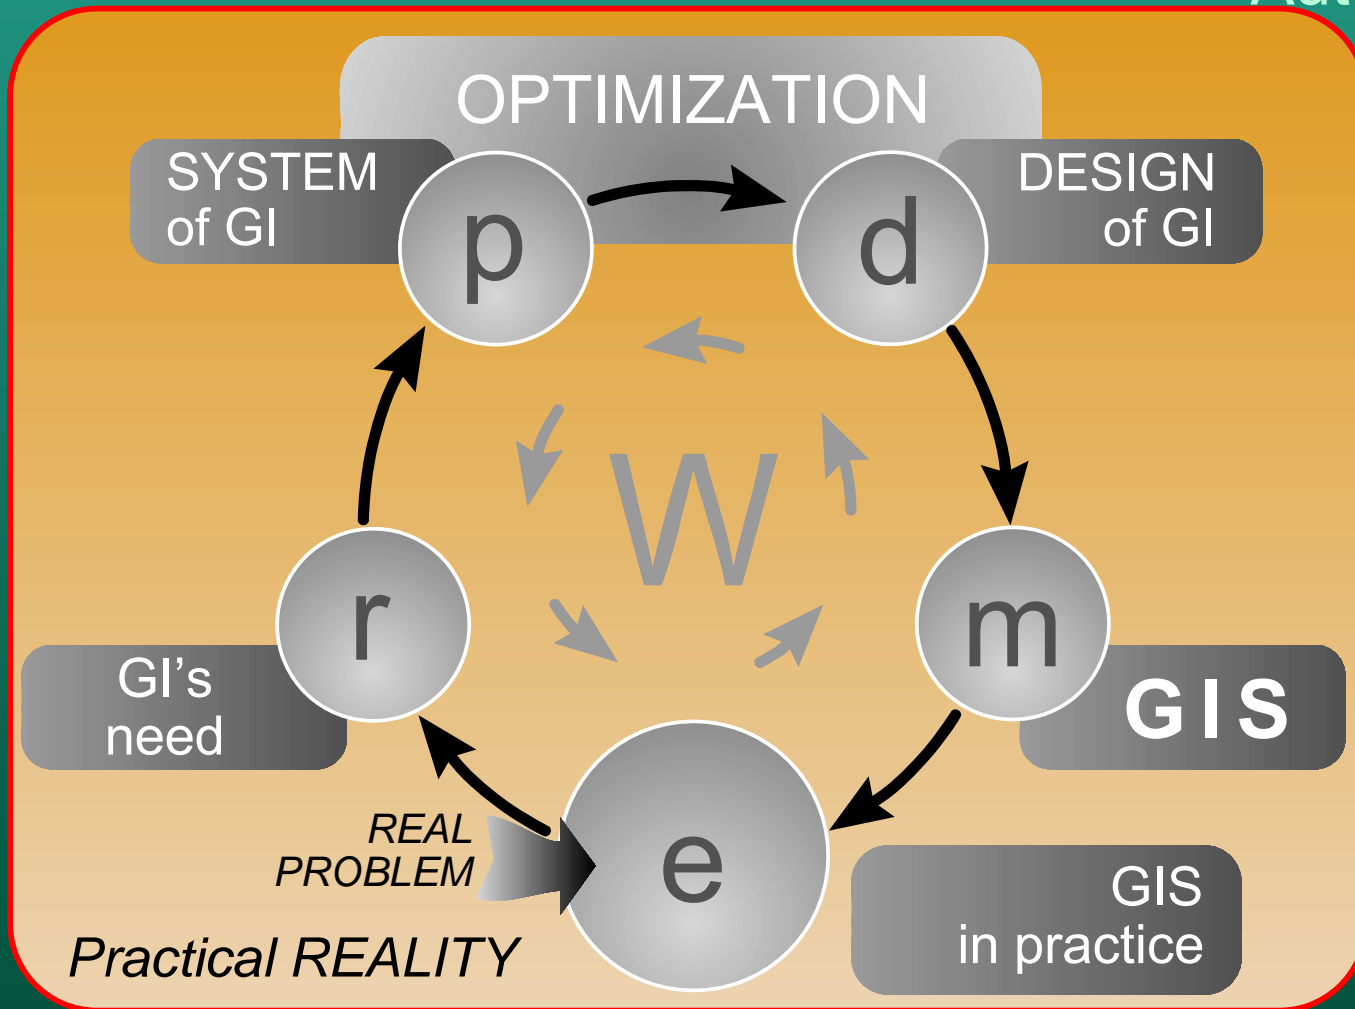 OPTIMIZATION
SYSTEM
of GI
p
d
DESIGN
of GI
W
r
m
GI’s
need
GIS
REAL
PROBLEM
e
GIS
in practice
Practical REALITY